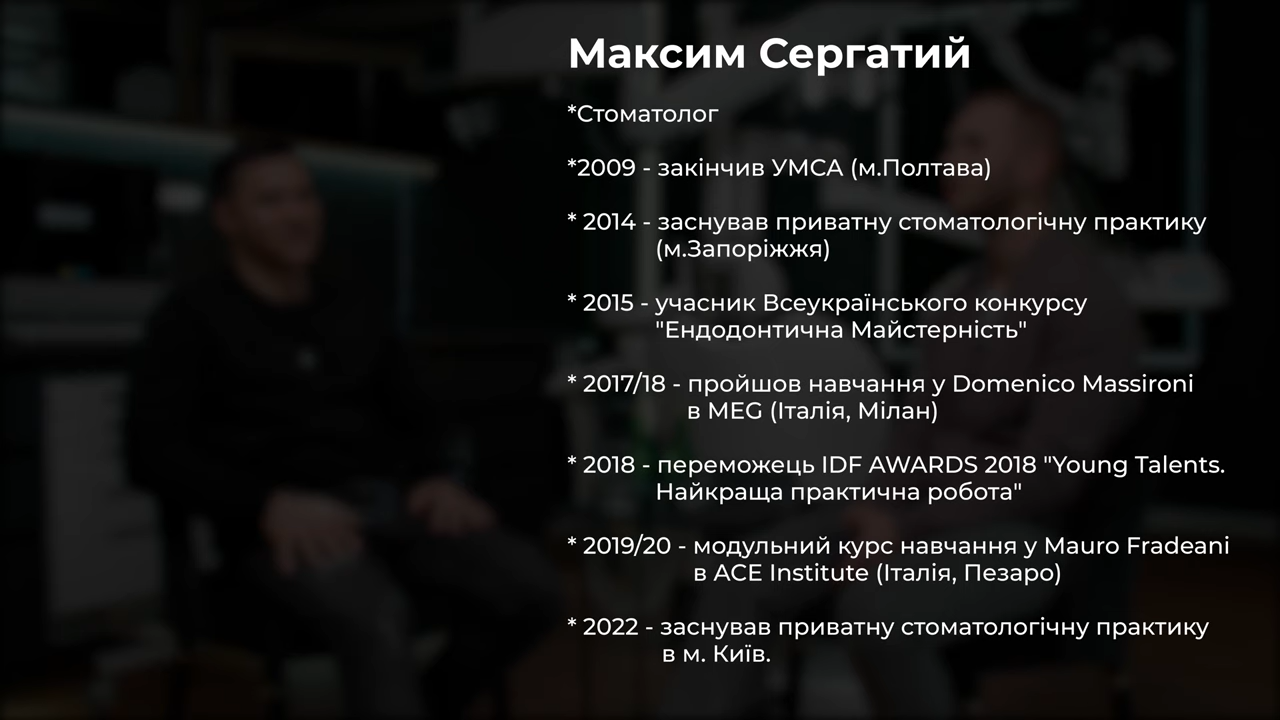 Максим Сергатий
*Стоматолог
*2009 - закінчив УМСА (м.Полтава)
* 2014 - заснував приватну стоматологічну практику
(м.Запоріжжя)
* 2015 - учасник Всеукраїнського конкурсу
"Ендодонтична Майстерність"
* 2017/18 - пройшов навчання у Domenico Massironi
в MEG (Італія, Мілан)
* 2018 - переможець IDF AWARDS 2018 "Young Talents.
Найкраща практична робота"
* 2019/20 - модульний курс навчання у Mauro Fradeani
в ACE Institute (Італія, Пезаро)
* 2022 - заснував приватну стоматологічну практику
в м. Київ.